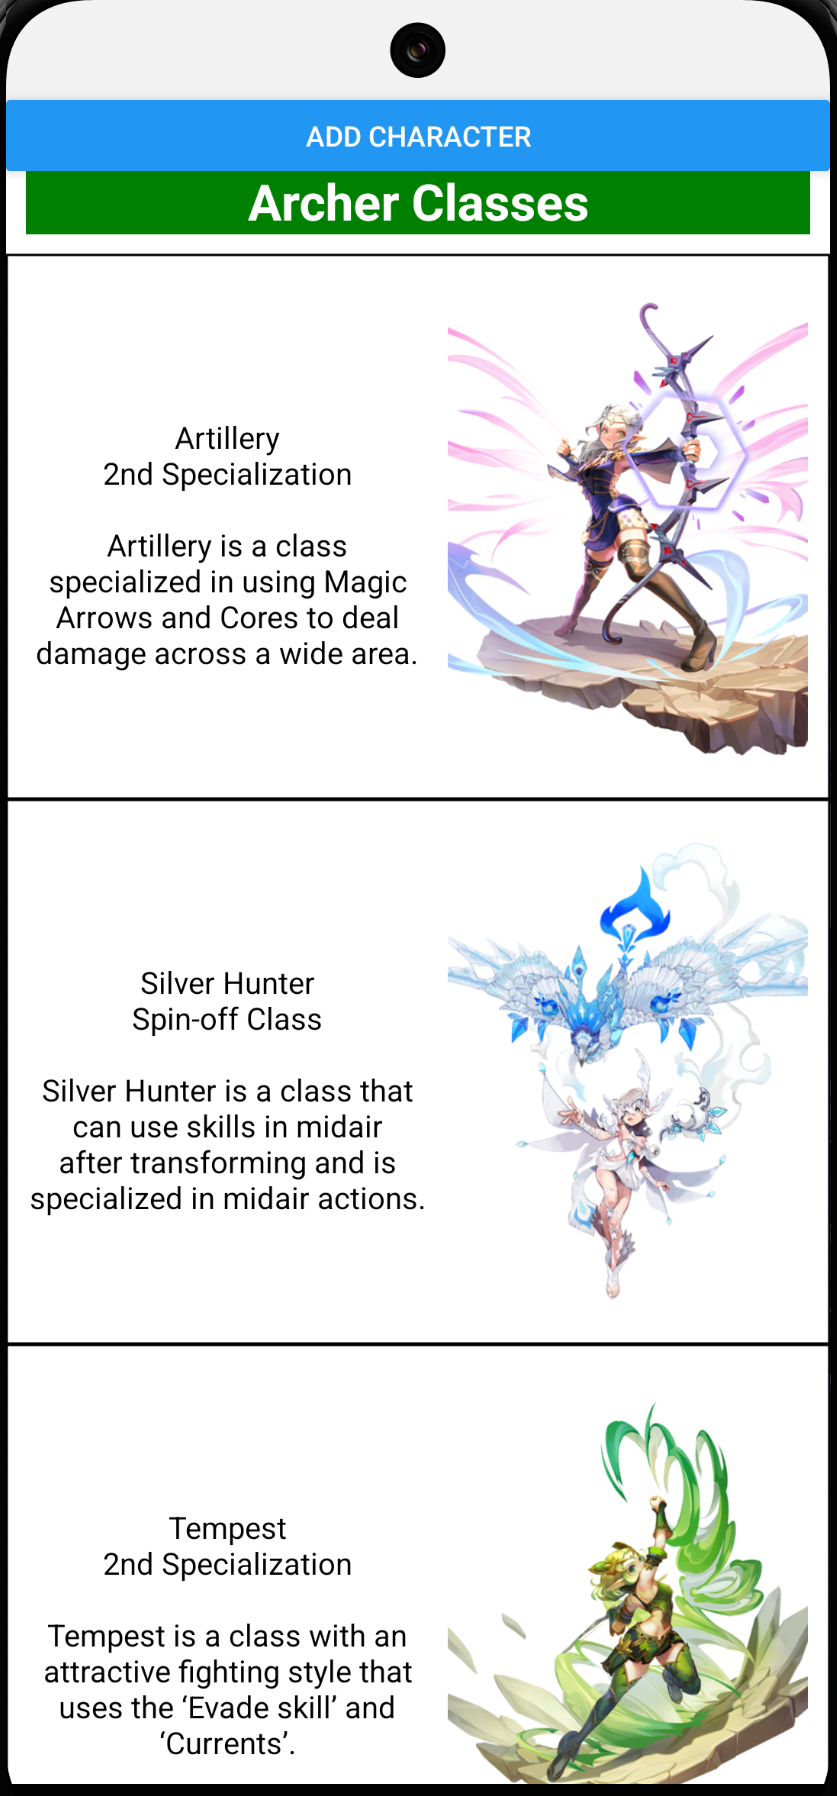 ADD CHARACTER
Archer Classes
Artillery
2nd Specialization
Artillery is a class
specialized in using Magic
Arrows and Cores to deal
damage across a wide area.
Silver Hunter
Spin-off Class
Silver Hunter is a class that
can use skills in midair
after transforming and is
specialized in midair actions.
Tempest
2nd Specialization
Tempest is a class with an
attractive fighting style that
uses the ‘Evade skill’ and
‘Currents’.